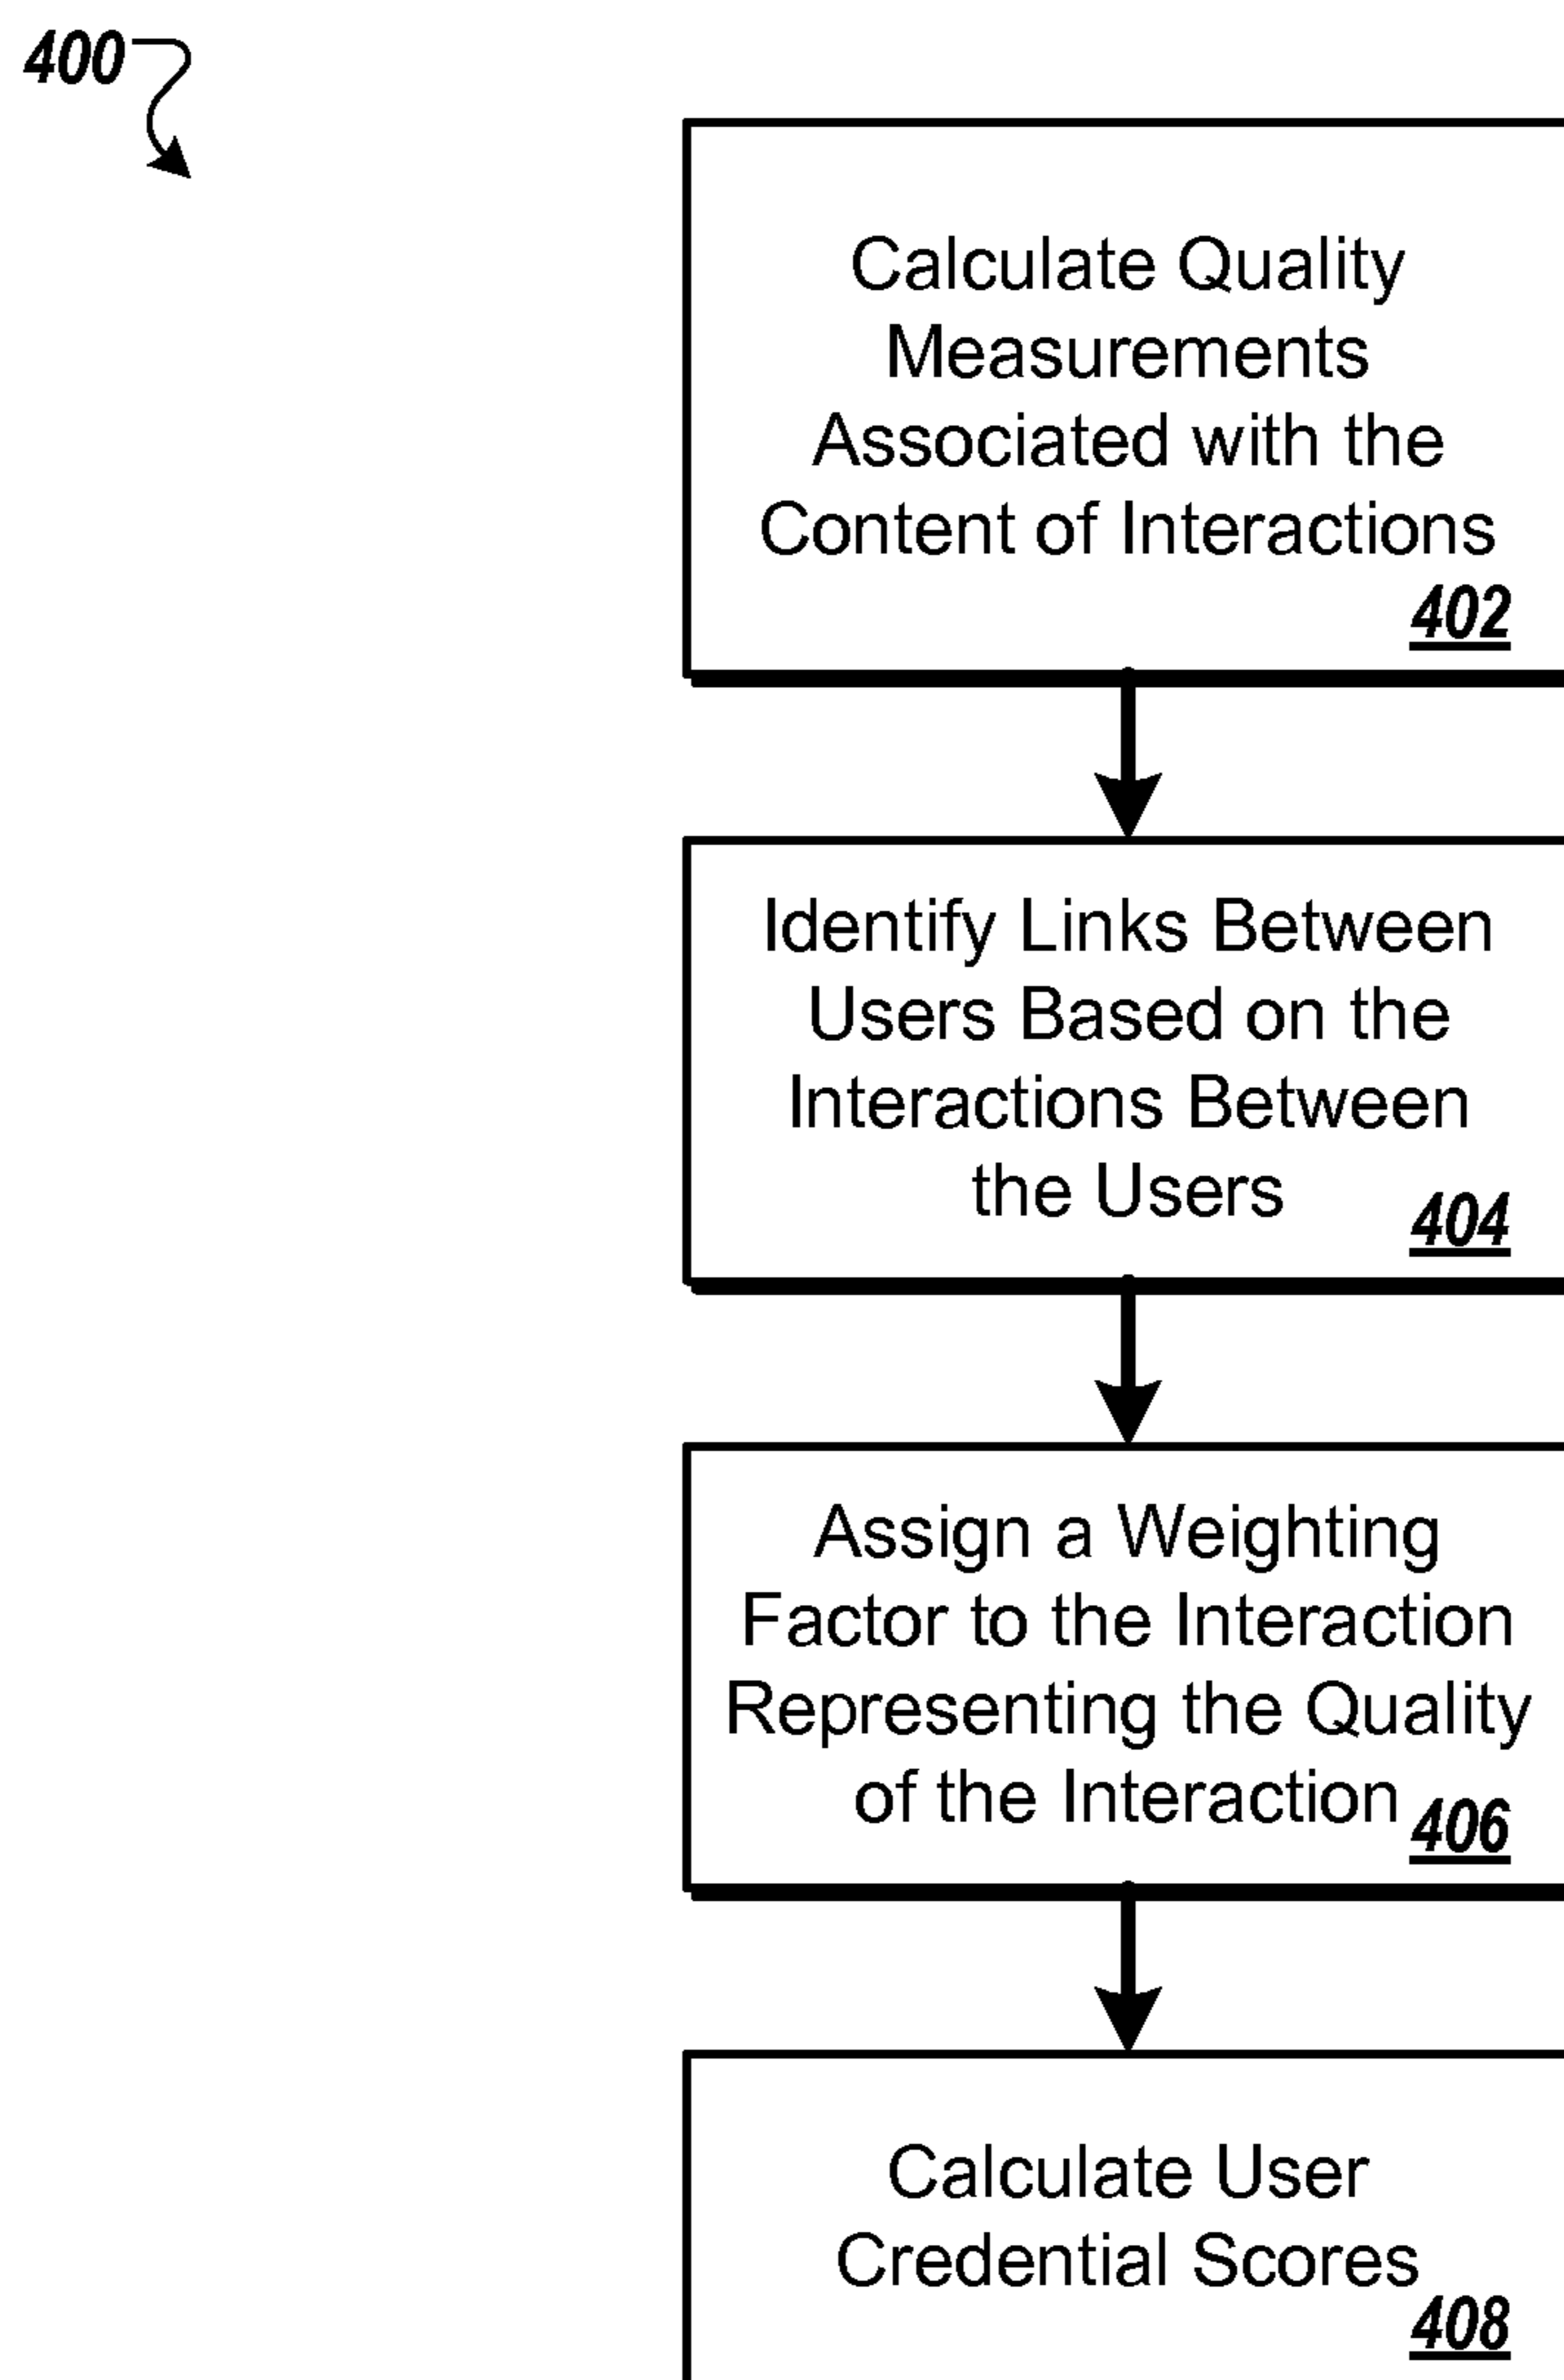 400
Calculate Quality
Measurements
Associated with the
Content of Interactions
402
Identify Links Between
Users Based on the
Interactions Between
the Users
404
Assign a Weighting
Factor to the Interaction
Representing the Quality
of the Interaction
406
Calculate User
Credential Scores
408